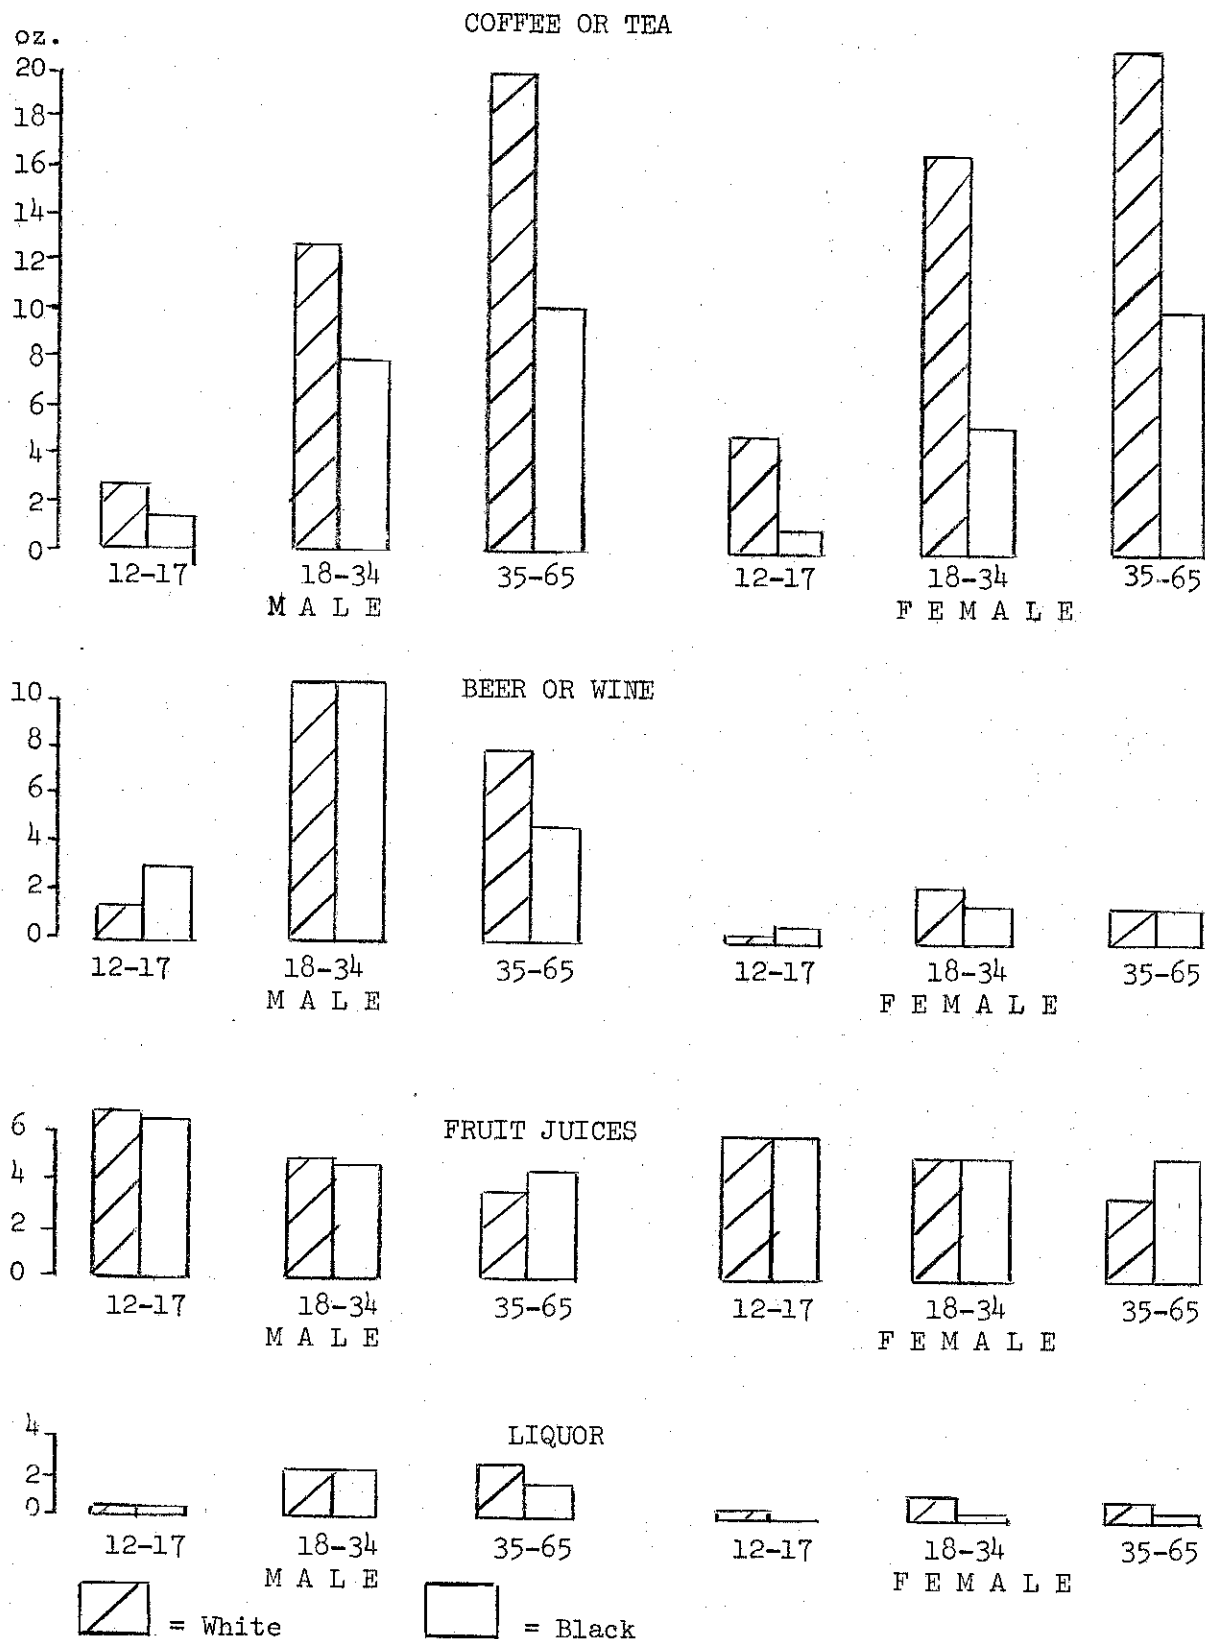 COFFEE OR TEA
oz.
20
18
16
14
12
10
8
6
4
2
0
12-17 18-34 35-65 12-17 18-34 35-65
MALE FEMALE
BEER OR WINE
10
8
6
4
2
0
12-17 18-34 35-65 12-17 18-34 35-65
MALE FEMALE
FRUIT JUICES
6
4
2
0
12-17 18-34 35-65 12-17 18-34 35-65
MALE FEMALE
LIQUOR
4
2
0
12-17 18-34 35-65 12-17 18-34 35-65
MALE FEMALE
= White = Black